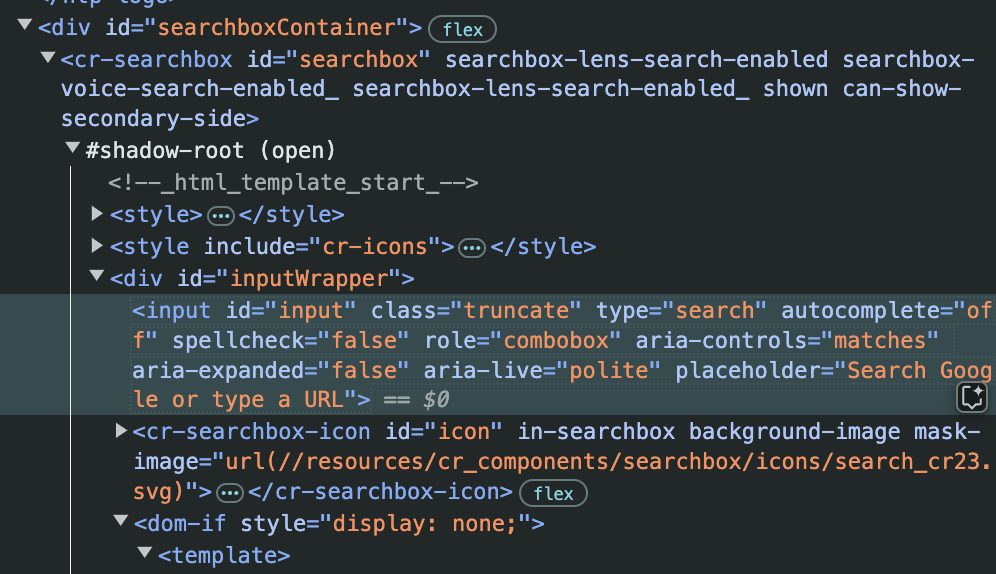 <div id="searchboxContainer"> flex
<cr-searchbox id="searchbox" searchbox-lens-search-enabled searchbox-
voice-search-enabled_ searchbox-lens-search-enabled_ shown can-show-
secondary-side>
#shadow-root (open)
<!--_html_template_start_-->
<style> … </style>
<style include="cr-icons"> … </style>
<div id="inputWrapper">
<input id="input" class="truncate" type="search" autocomplete="of
f" spellcheck="false" role="combobox" aria-controls="matches"
aria-expanded="false" aria-live="polite" placeholder="Search Goog
le or type a URL"> == $0
<cr-searchbox-icon id="icon" in-searchbox background-image mask-
image="url(//resources/cr_components/searchbox/icons/search_cr23.
svg)"> … </cr-searchbox-icon> flex
<dom-if style="display: none;">
<template>